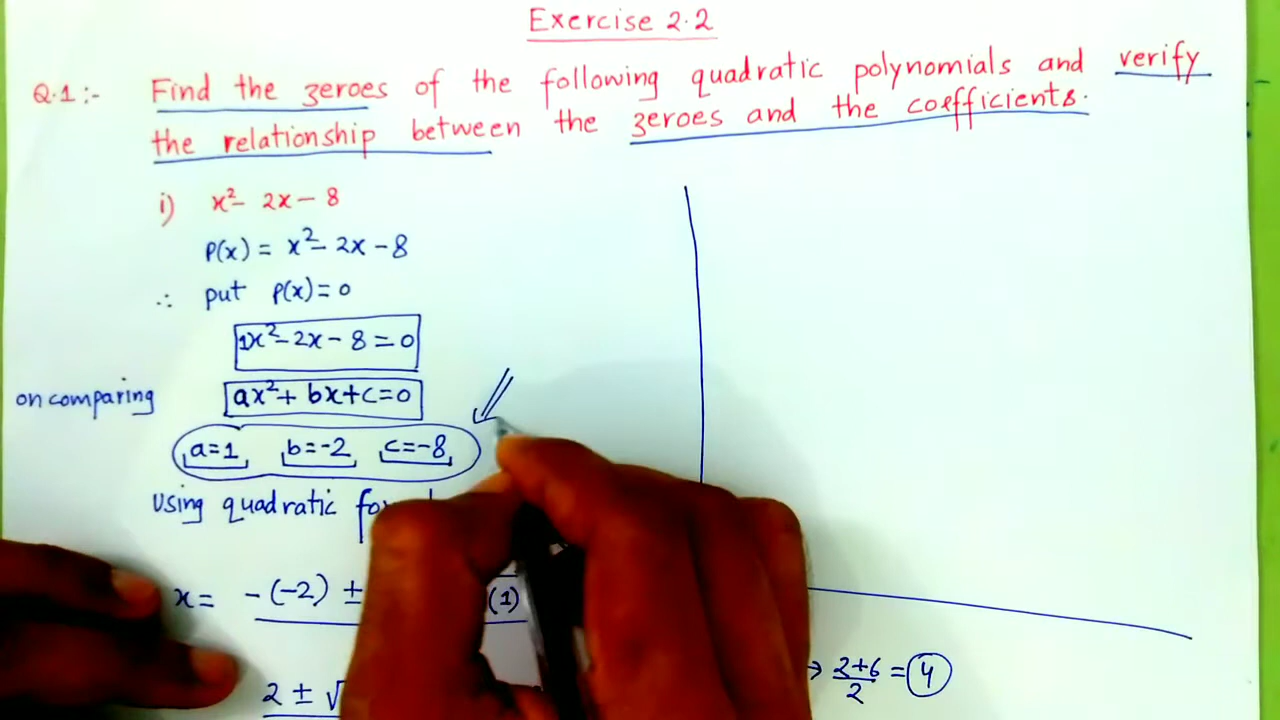 Exercise 2.2
Q.1:- Find the zeroes of the following quadratic polynomials and verify
the relationship between the zeroes and the coefficients.
i) x² - 2x - 8
P(x) = x² - 2x - 8
∴ put P(x) = 0
1x² - 2x - 8 = 0
on comparing ax² + bx + c = 0
a=1 b=-2 c=-8
Using quadratic
x = -(-2) ± (1)
2 ± √
→ 2+6/2 = 4